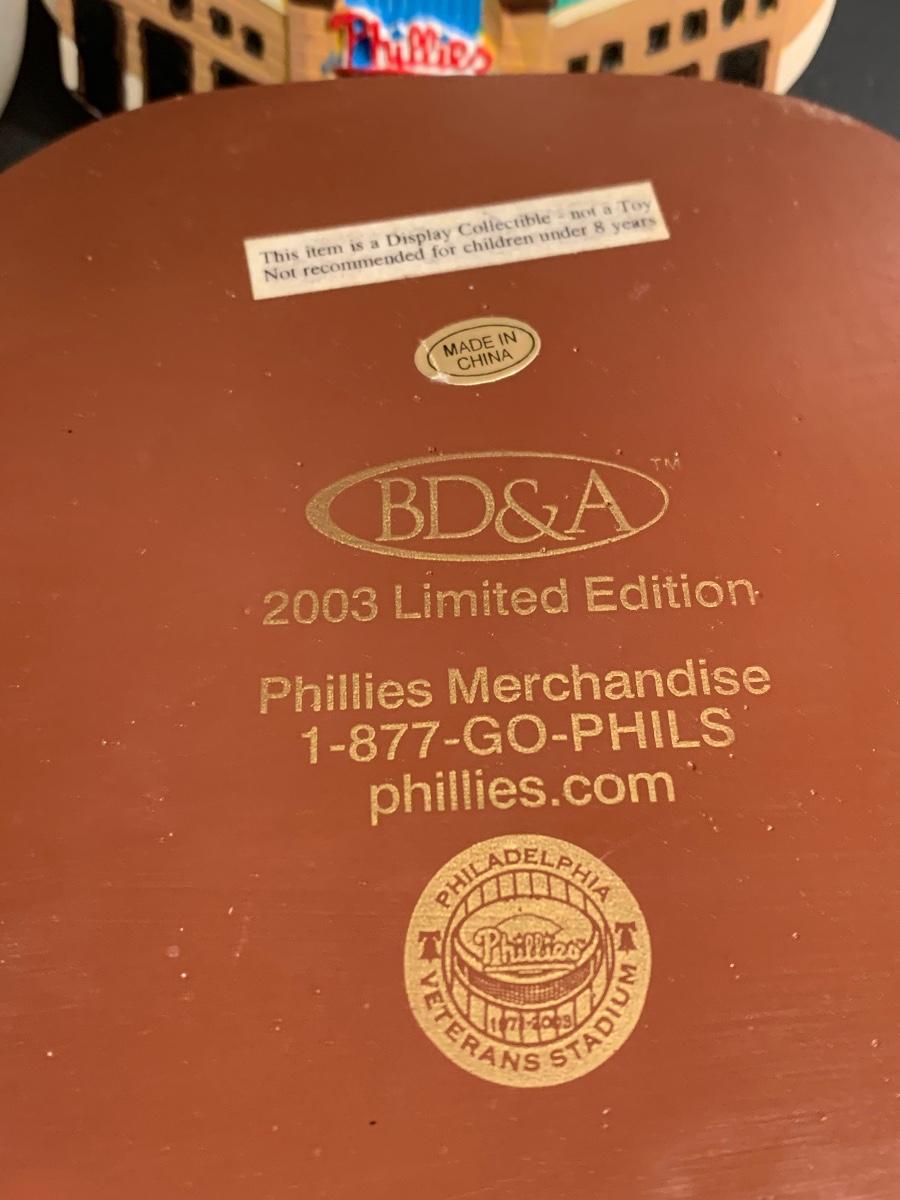 Phillies
This item is a Display Collectible - not a Toy
Not recommended for children under 8 years
MADE IN
CHINA
BD&A™
2003 Limited Edition
Phillies Merchandise
1-877-GO-PHILS
phillies.com
PHILADELPHIA
Phillies
1971-2003
VETERANS STADIUM